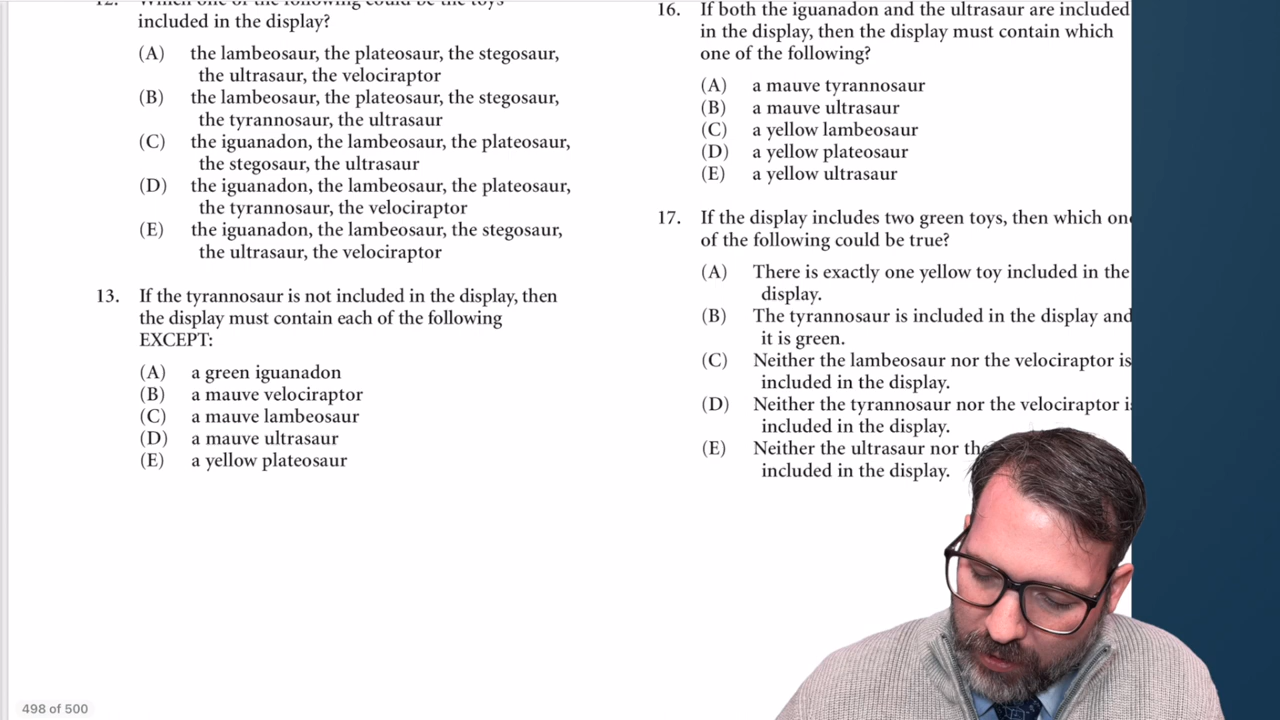 included in the display?
(A) the lambeosaur, the plateosaur, the stegosaur,
the ultrasaur, the velociraptor
(B) the lambeosaur, the plateosaur, the stegosaur,
the tyrannosaur, the ultrasaur
(C) the iguanadon, the lambeosaur, the plateosaur,
the stegosaur, the ultrasaur
(D) the iguanadon, the lambeosaur, the plateosaur,
the tyrannosaur, the velociraptor
(E) the iguanadon, the lambeosaur, the stegosaur,
the ultrasaur, the velociraptor
13. If the tyrannosaur is not included in the display, then
the display must contain each of the following
EXCEPT:
(A) a green iguanadon
(B) a mauve velociraptor
(C) a mauve lambeosaur
(D) a mauve ultrasaur
(E) a yellow plateosaur
16. If both the iguanadon and the ultrasaur are included
in the display, then the display must contain which
one of the following?
(A) a mauve tyrannosaur
(B) a mauve ultrasaur
(C) a yellow lambeosaur
(D) a yellow plateosaur
(E) a yellow ultrasaur
17. If the display includes two green toys, then which on
of the following could be true?
(A) There is exactly one yellow toy included in the
display.
(B) The tyrannosaur is included in the display and
it is green.
(C) Neither the lambeosaur nor the velociraptor is
included in the display.
(D) Neither the tyrannosaur nor the velociraptor i
included in the display.
(E) Neither the ultrasaur nor the
included in the display.
498 of 500